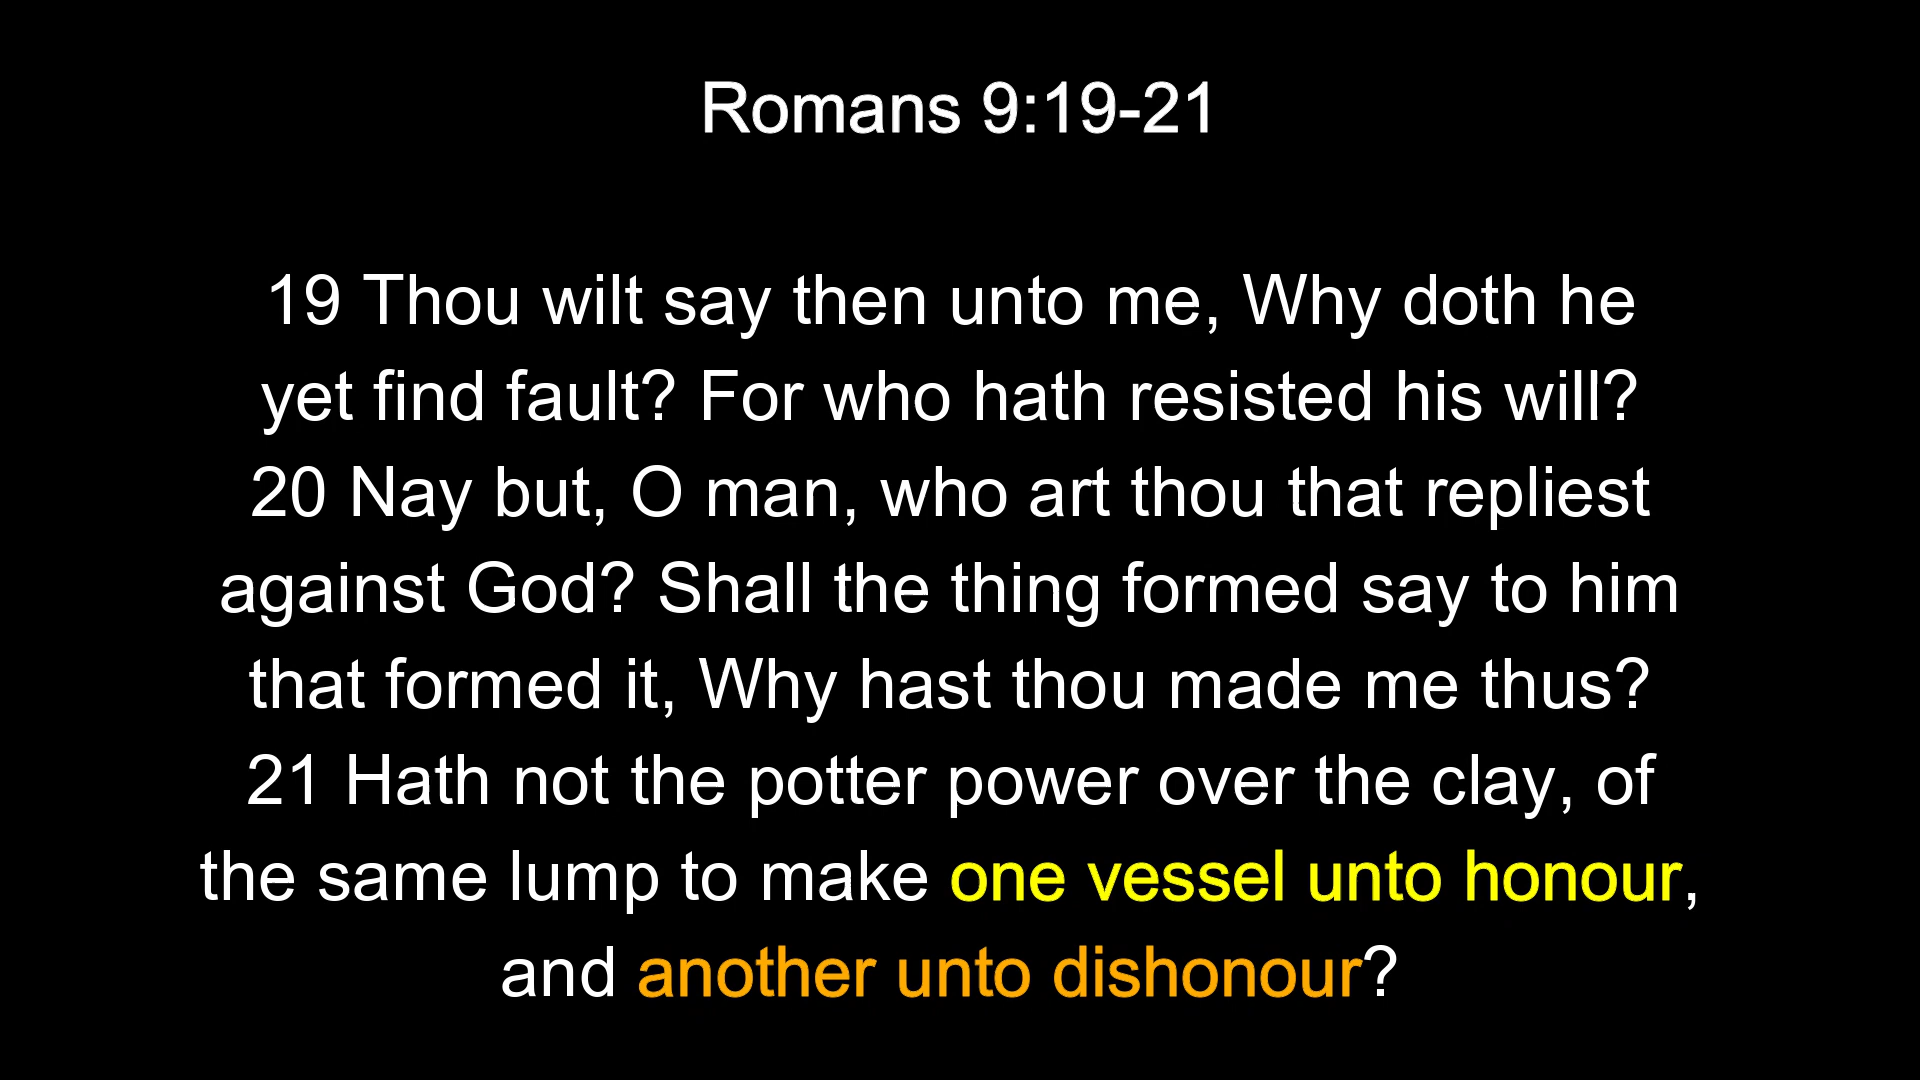 Romans 9:19-21
19 Thou wilt say then unto me, Why doth he
yet find fault? For who hath resisted his will?
20 Nay but, O man, who art thou that repliest
against God? Shall the thing formed say to him
that formed it, Why hast thou made me thus?
21 Hath not the potter power over the clay, of
the same lump to make one vessel unto honour,
and another unto dishonour?